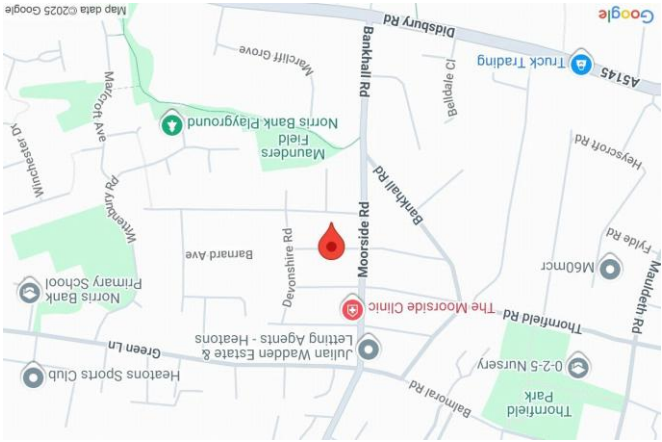 Thornfield
Park
Balmoral Rd
0-2-5 Nursery
Heatons Sports Club
Julian Wadden Estate &
Letting Agents - Heatons
Green Ln
Thornfield Rd
The Moorside Clinic
Mauldeth Rd
M60mcr
Norris Bank
Primary School
Fylde Rd
Moorside Rd
Devonshire Rd
Barnard Ave
Bankhall Rd
Wittenbury Rd
Winchester Dr
Heyscroft Rd
Maunders
Field
Norris Bank Playground
Malcroft Ave
Belldale Cl
Bankhall Rd
Marcliff Grove
A5145
Truck Trading
Didsbury Rd
Google
Map data ©2025 Google